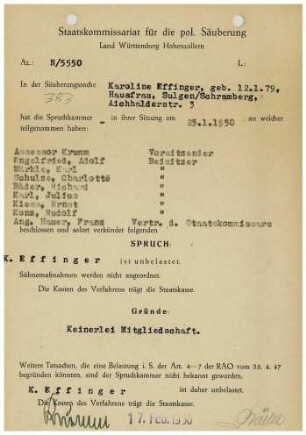 Staatskommissariat für die pol. Säuberung
Land Württemberg Hohenzollern
Az.: B/5550 L:
In der Säuberungssache Karoline Effinger, geb. 12.1.79,
Hausfrau, Sulgen/Schramberg,
Aichhalderstr. 3
hat die Spruchkammer - in ihrer Sitzung am 25.1.1950 , an welcher
teilgenommen haben:
Assessor Krumm Vorsitzender
Engelfried, Adolf Beisitzer
Märkle, Karl "
Schulze, Charlotte "
Bäder, Richard "
Karl, Julius "
Kiess, Ernst "
Konz, Rudolf "
Ang. Hauer, Franz Vertr. d. Staatskommissars
beschlossen und sofort verkündet folgenden
SPRUCH:
K. Effinger ist unbelastet.
Sühnemaßnahmen werden nicht angeordnet.
Die Kosten des Verfahrens trägt die Staatskasse.
Gründe:
Keinerlei Mitgliedschaft.
Weitere Tatsachen, die eine Belastung i. S. der Art. 4–7 der RAO vom 25. 4. 47
begründen könnten, sind der Spruchkammer nicht bekannt geworden.
K. Effinger ist daher unbelastet.
Die Kosten des Verfahrens trägt die Staatskasse.
17. Feb. 1950